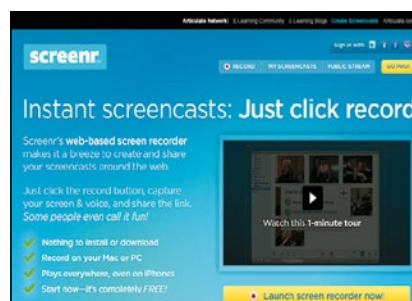 Articulate Network: E-Learning Community E-Learning Blogs Create Screencasts Articulate.com
Sign in with:
screenr
RECORD MY SCREENCASTS PUBLIC STREAM GO PRO!
Instant screencasts: Just click record
Screenr's web-based screen recorder
makes it a breeze to create and share
your screencasts around the web.
Just click the record button, capture
your screen & voice, and share the link.
Some people even call it fun!
Watch this 1-minute tour
Nothing to install or download
Record on your Mac or PC
Plays everywhere, even on iPhones
Start now—it's completely FREE!
Launch screen recorder now!